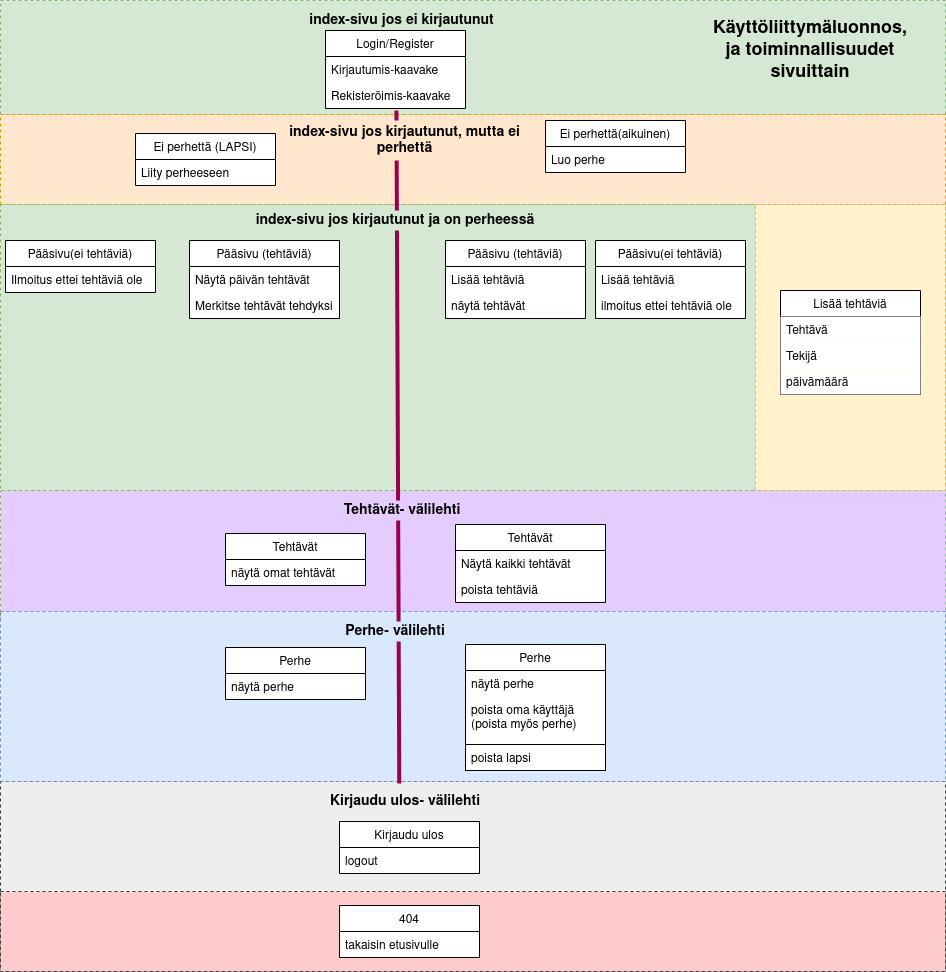 index-sivu jos ei kirjautunut
Käyttöliittymäluonnos,
ja toiminnallisuudet
sivuittain
Login/Register
Kirjautumis-kaavake
Rekisteröimis-kaavake
index-sivu jos kirjautunut, mutta ei
perhettä
Ei perhettä (LAPSI)
Liity perheeseen
Ei perhettä(aikuinen)
Luo perhe
index-sivu jos kirjautunut ja on perheessä
Pääsivu(ei tehtäviä)
Ilmoitus ettei tehtäviä ole
Pääsivu (tehtäviä)
Näytä päivän tehtävät
Merkitse tehtävät tehdyksi
Pääsivu (tehtäviä)
Lisää tehtäviä
näytä tehtävät
Pääsivu(ei tehtäviä)
Lisää tehtäviä
ilmoitus ettei tehtäviä ole
Lisää tehtäviä
Tehtävä
Tekijä
päivämäärä
Tehtävät- välilehti
Tehtävät
näytä omat tehtävät
Tehtävät
Näytä kaikki tehtävät
poista tehtäviä
Perhe- välilehti
Perhe
näytä perhe
Perhe
näytä perhe
poista oma käyttäjä
(poista myös perhe)
poista lapsi
Kirjaudu ulos- välilehti
Kirjaudu ulos
logout
404
takaisin etusivulle